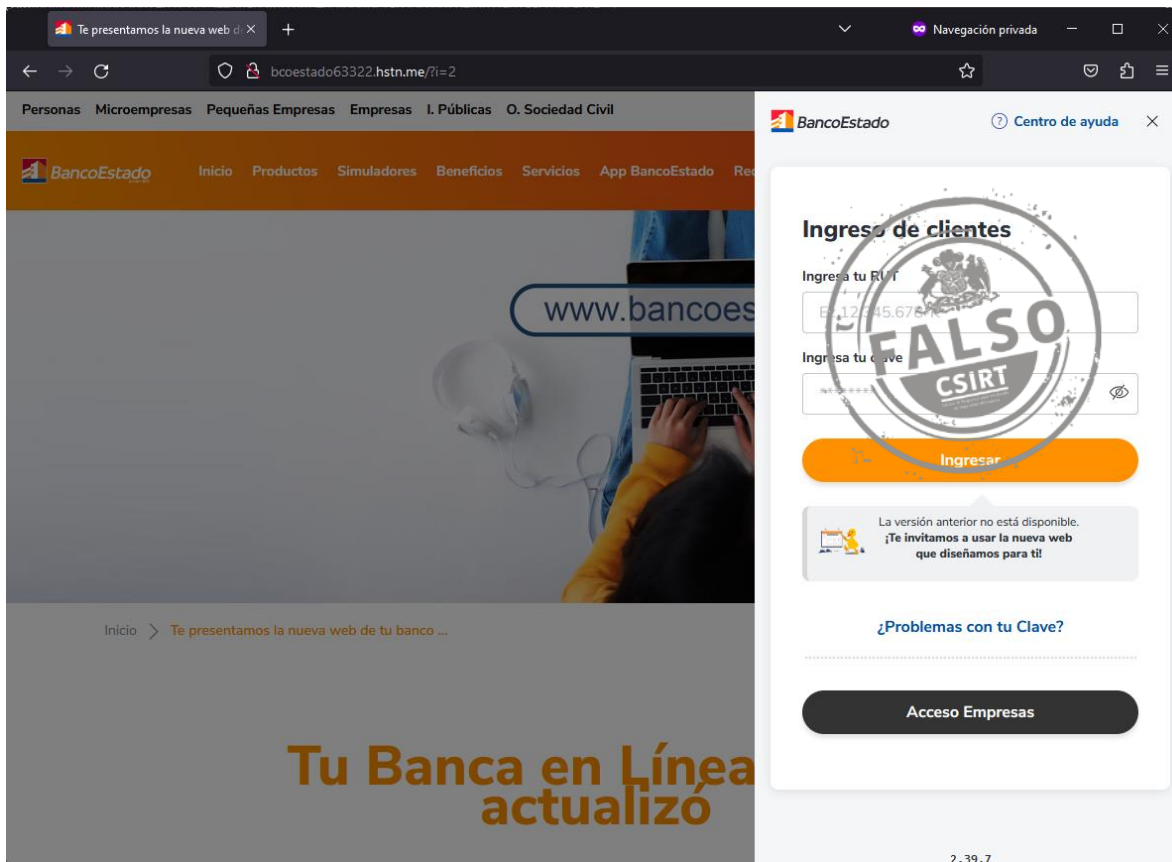 Te presentamos la nueva web d
Navegación privada
bcoestado63322.hstn.me/?i=2
Personas Microempresas Pequeñas Empresas Empresas I. Públicas O. Sociedad Civil
BancoEstado
Inicio Productos Simuladores Beneficios Servicios App BancoEstado Rec
www.bancoes
Inicio > Te presentamos la nueva web de tu banco ...
Tu Banca en Línea
actualizó
BancoEstado
Centro de ayuda
Ingreso de clientes
Ingresa tu RUT
Ingresa tu clave
********
FALSO
CSIRT
Ingresar
La versión anterior no está disponible.
¡Te invitamos a usar la nueva web
que diseñamos para ti!
¿Problemas con tu Clave?
Acceso Empresas
2.39.7